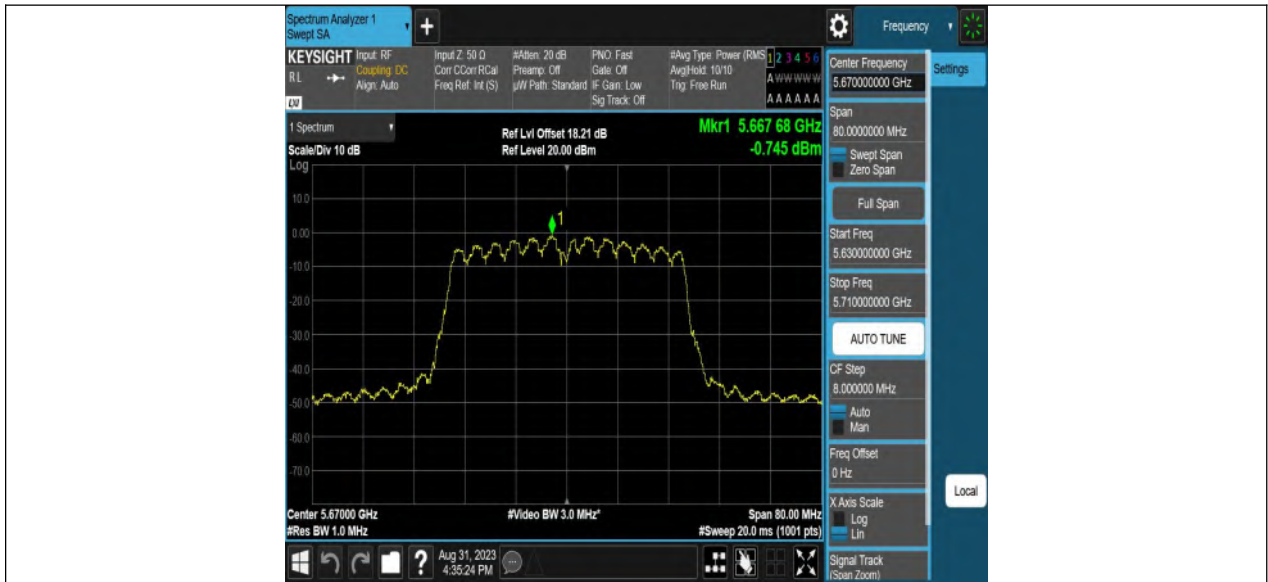 Spectrum Analyzer 1
Swept SA
+
Frequency
KEYSIGHT Input: RF
Coupling: DC
Align: Auto
RL
LXI
Input Z: 50 Ω
Corr CCorr RCal
Freq Ref: Int (S)
#Atten: 20 dB
Preamp: Off
µW Path: Standard
PNO: Fast
Gate: Off
IF Gain: Low
Sig Track: Off
#Avg Type: Power (RMS
Avg|Hold: 10/10
Trig: Free Run
1 2 3 4 5 6
A W W W W W
A A A A A A
Center Frequency
5.670000000 GHz
Settings
1 Spectrum
Scale/Div 10 dB
Ref Lvl Offset 18.21 dB
Ref Level 20.00 dBm
Mkr1 5.667 68 GHz
-0.745 dBm
Span
80.0000000 MHz
Swept Span
Zero Span
Full Span
Start Freq
5.630000000 GHz
Stop Freq
5.710000000 GHz
AUTO TUNE
CF Step
8.000000 MHz
Auto
Man
Freq Offset
0 Hz
X Axis Scale
Log
Lin
Signal Track
(Span Zoom)
Local
Log
10.0
0.00
-10.0
-20.0
-30.0
-40.0
-50.0
-60.0
-70.0
1
Center 5.67000 GHz
#Res BW 1.0 MHz
#Video BW 3.0 MHz*
Span 80.00 MHz
#Sweep 20.0 ms (1001 pts)
?
Aug 31, 2023
4:35:24 PM